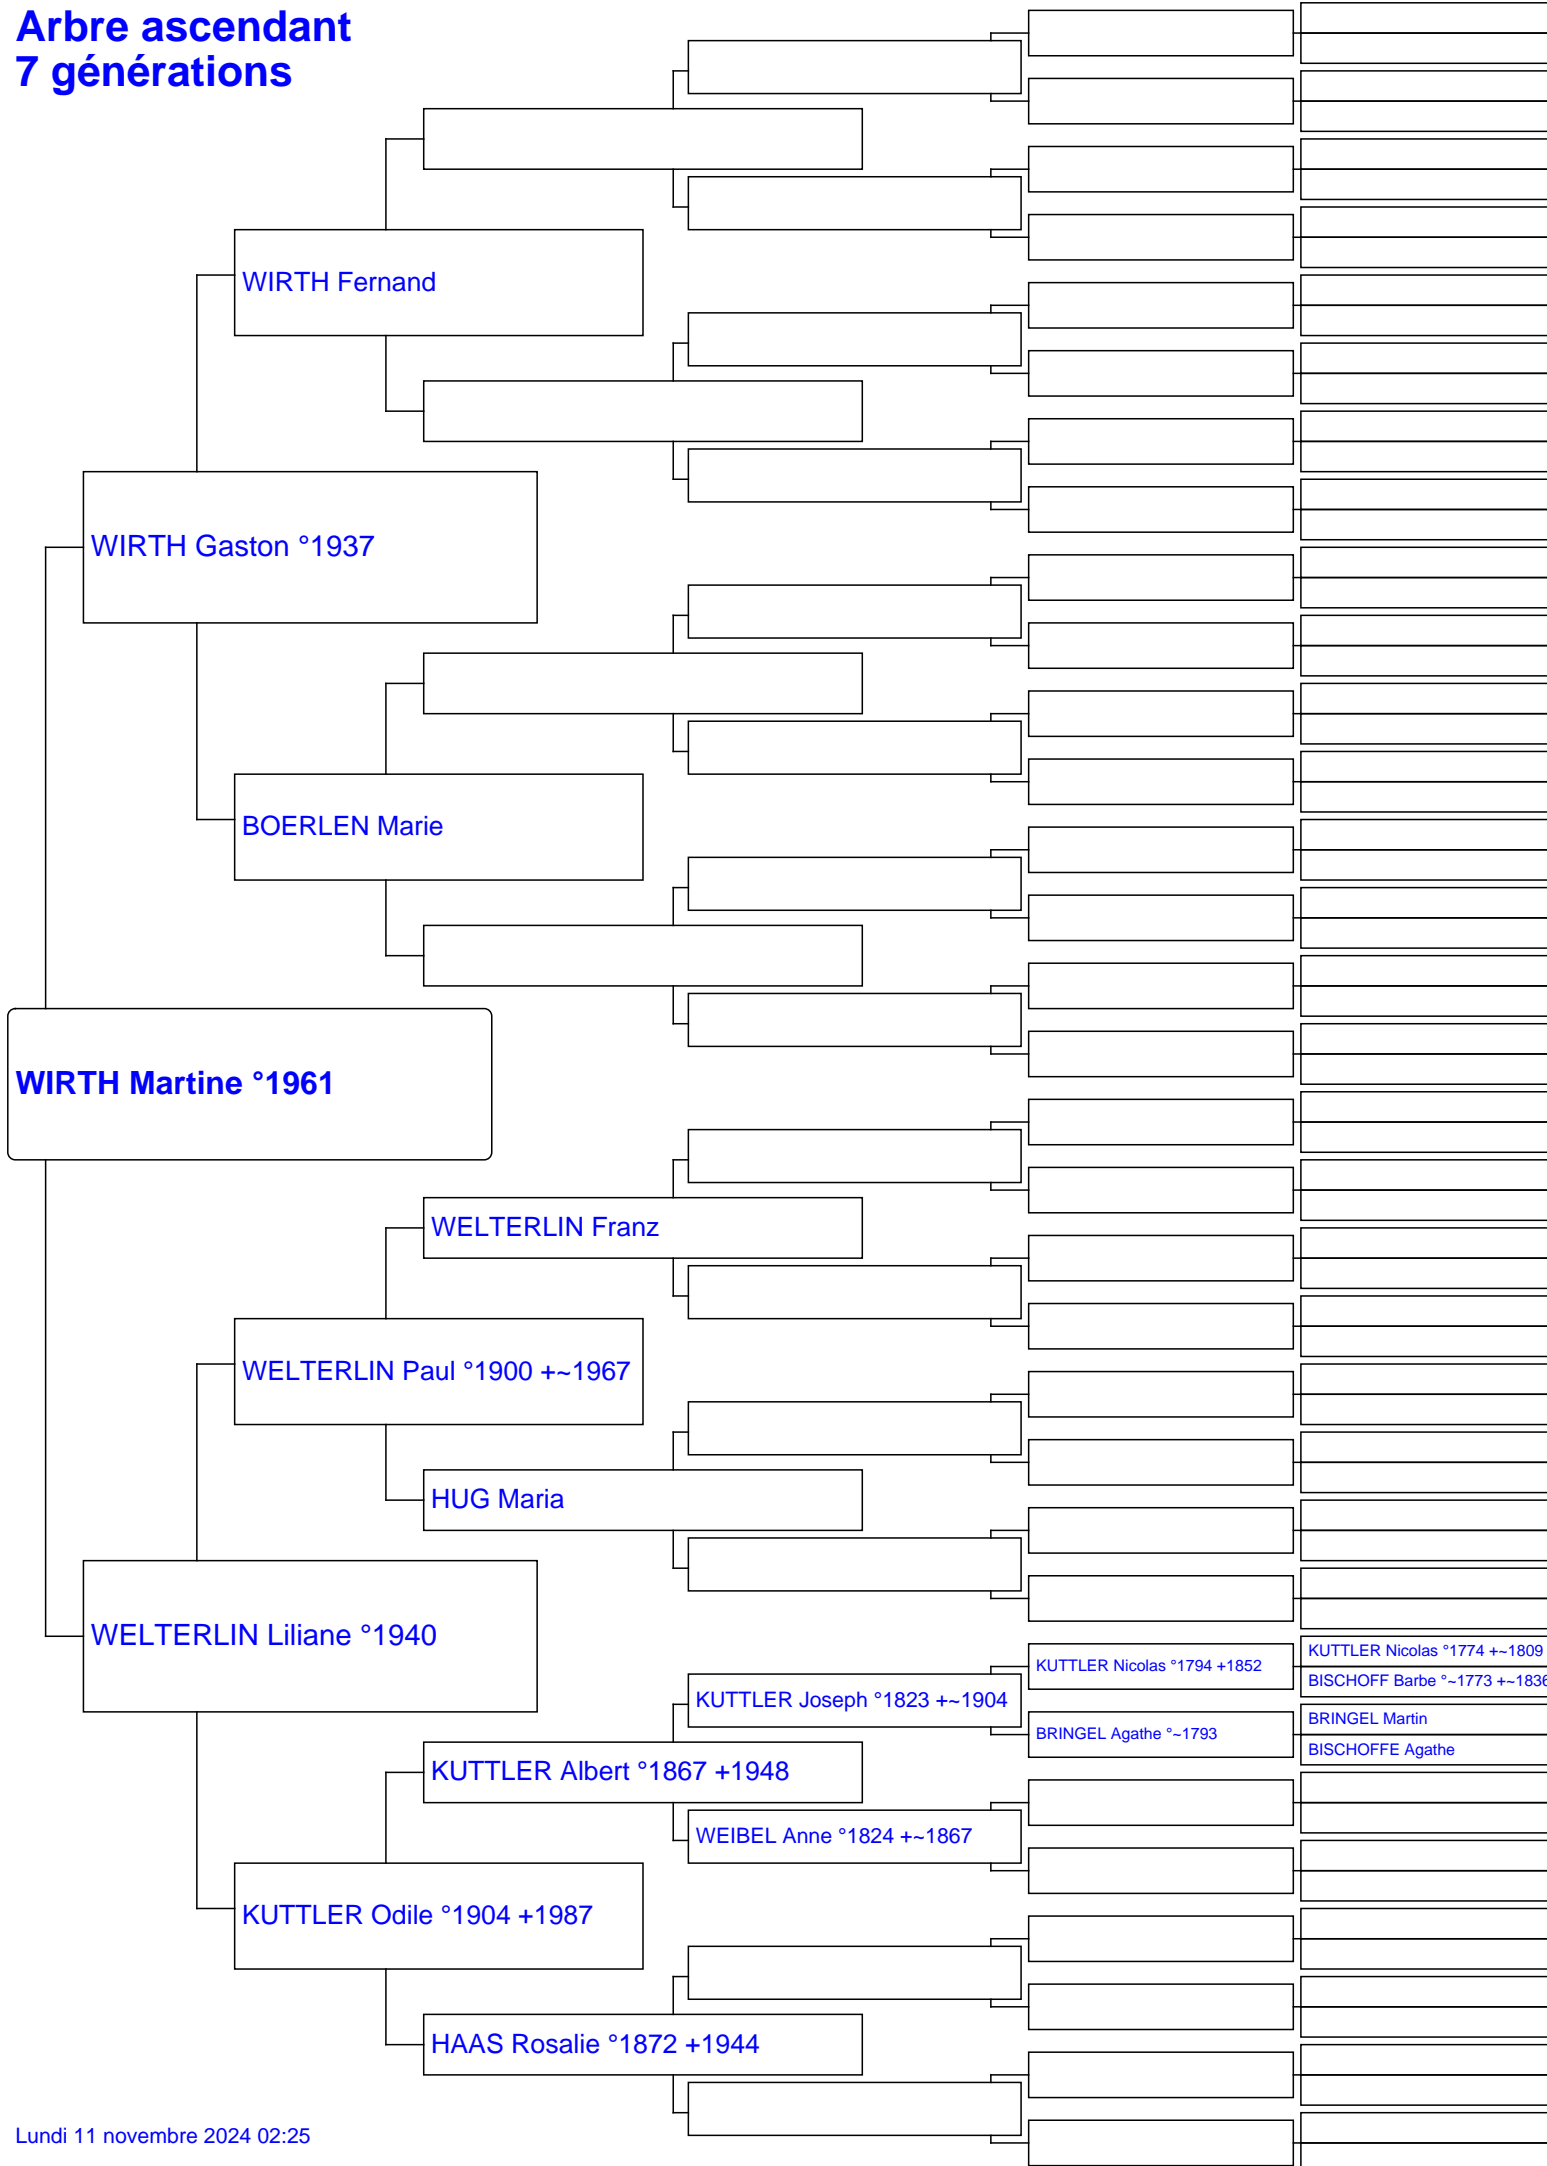 Arbre ascendant
7 générations
WIRTH Fernand
WIRTH Gaston °1937
BOERLEN Marie
WIRTH Martine °1961
WELTERLIN Franz
WELTERLIN Paul °1900 +~1967
HUG Maria
WELTERLIN Liliane °1940
KUTTLER Nicolas °1774 +~1809
KUTTLER Nicolas °1794 +1852
BISCHOFF Barbe °~1773 +~1836
KUTTLER Joseph °1823 +~1904
BRINGEL Martin
BRINGEL Agathe °~1793
BISCHOFFE Agathe
KUTTLER Albert °1867 +1948
WEIBEL Anne °1824 +~1867
KUTTLER Odile °1904 +1987
HAAS Rosalie °1872 +1944
Lundi 11 novembre 2024 02:25